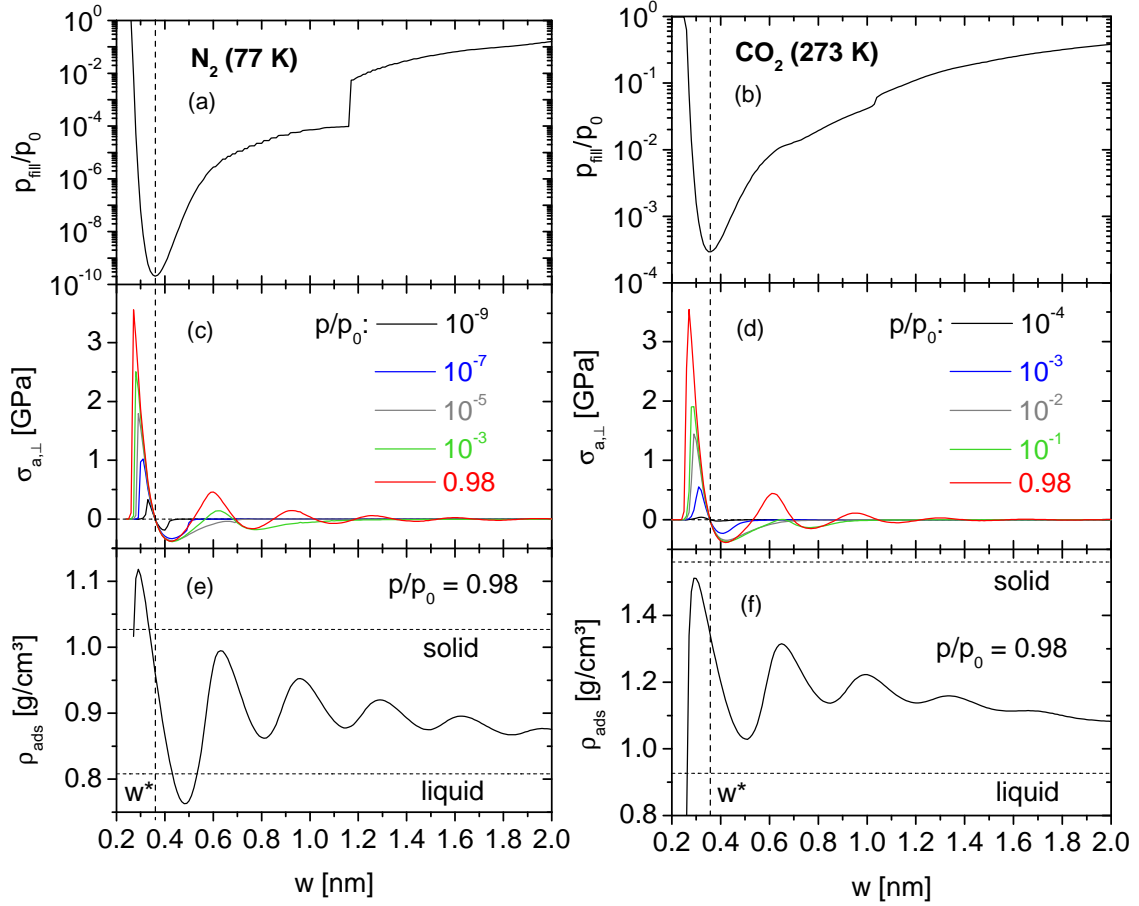 N₂ (77 K)
(a)
p_fill/p₀
10⁰
10⁻²
10⁻⁴
10⁻⁶
10⁻⁸
10⁻¹⁰
CO₂ (273 K)
(b)
p_fill/p₀
10⁰
10⁻¹
10⁻²
10⁻³
10⁻⁴
(c)
p/p₀:
10⁻⁹
10⁻⁷
10⁻⁵
10⁻³
0.98
σ_a,⊥ [GPa]
3
2
1
0
(d)
p/p₀:
10⁻⁴
10⁻³
10⁻²
10⁻¹
0.98
σ_a,⊥ [GPa]
3
2
1
0
(e)
p/p₀ = 0.98
solid
liquid
w*
ρ_ads [g/cm³]
1.1
1.0
0.9
0.8
0.2 0.4 0.6 0.8 1.0 1.2 1.4 1.6 1.8 2.0
w [nm]
solid
(f)
p/p₀ = 0.98
liquid
w*
ρ_ads [g/cm³]
1.4
1.2
1.0
0.8
0.2 0.4 0.6 0.8 1.0 1.2 1.4 1.6 1.8 2.0
w [nm]